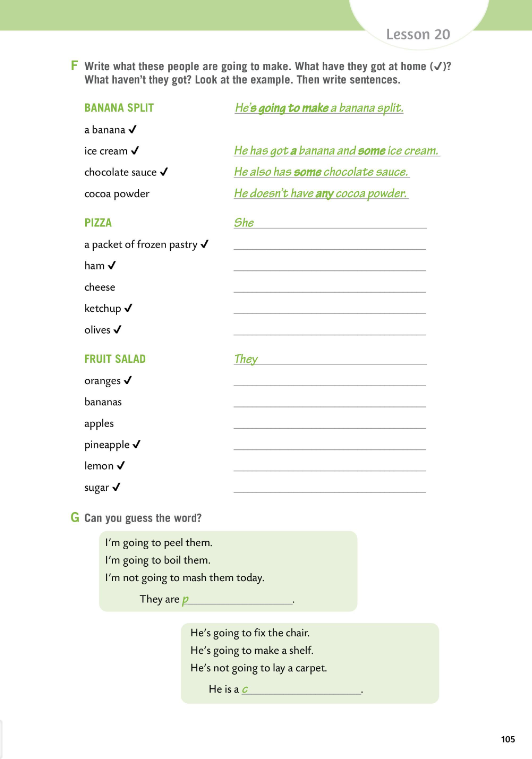 Lesson 20
F Write what these people are going to make. What have they got at home (✓)?
What haven't they got? Look at the example. Then write sentences.
BANANA SPLIT He's going to make a banana split.
a banana ✓
ice cream ✓ He has got a banana and some ice cream.
chocolate sauce ✓ He also has some chocolate sauce.
cocoa powder He doesn't have any cocoa powder.
PIZZA She
a packet of frozen pastry ✓
ham ✓
cheese
ketchup ✓
olives ✓
FRUIT SALAD They
oranges ✓
bananas
apples
pineapple ✓
lemon ✓
sugar ✓
G Can you guess the word?
I'm going to peel them.
I'm going to boil them.
I'm not going to mash them today.
They are p____________________.
He's going to fix the chair.
He's going to make a shelf.
He's not going to lay a carpet.
He is a c______________________.
105